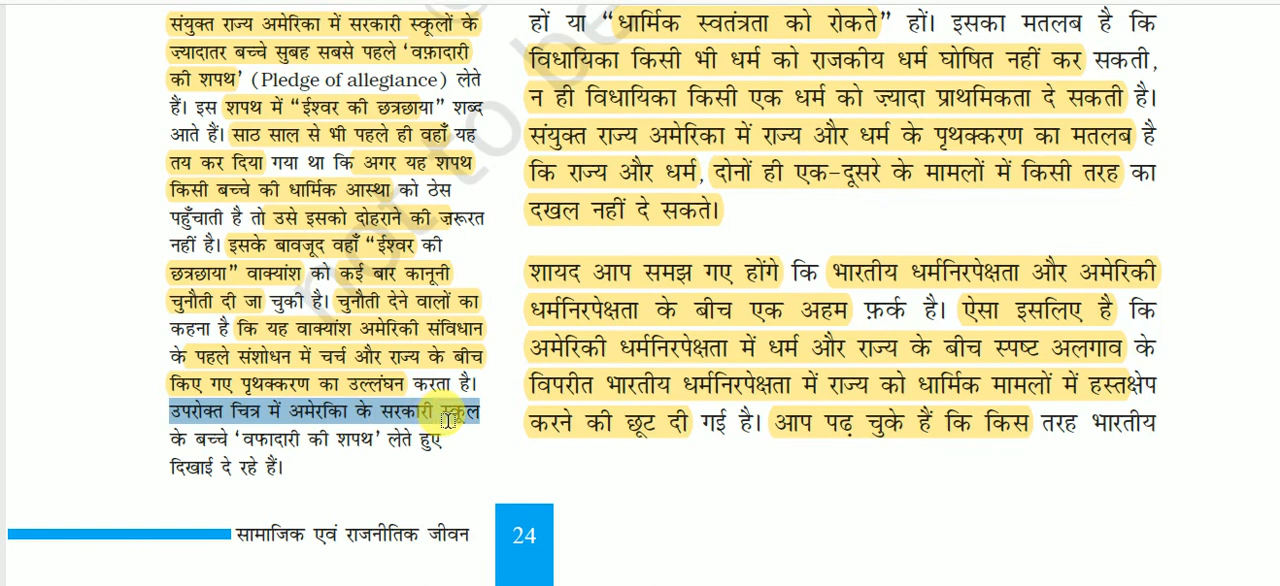 संयुक्त राज्य अमेरिका में सरकारी स्कूलों के
ज्यादातर बच्चे सुबह सबसे पहले ‘वफ़ादारी
की शपथ’ (Pledge of allegiance) लेते
हैं। इस शपथ में “ईश्वर की छत्रछाया” शब्द
आते हैं। साठ साल से भी पहले ही वहाँ यह
तय कर दिया गया था कि अगर यह शपथ
किसी बच्चे की धार्मिक आस्था को ठेस
पहुँचाती है तो उसे इसको दोहराने की ज़रूरत
नहीं है। इसके बावजूद वहाँ “ईश्वर की
छत्रछाया” वाक्यांश को कई बार कानूनी
चुनौती दी जा चुकी है। चुनौती देने वालों का
कहना है कि यह वाक्यांश अमेरिकी संविधान
के पहले संशोधन में चर्च और राज्य के बीच
किए गए पृथक्करण का उल्लंघन करता है।
उपरोक्त चित्र में अमेरकिा के सरकारी स्कूल
के बच्चे ‘वफादारी की शपथ’ लेते हुए
दिखाई दे रहे हैं।
हों या “धार्मिक स्वतंत्रता को रोकते” हों। इसका मतलब है कि
विधायिका किसी भी धर्म को राजकीय धर्म घोषित नहीं कर सकती,
न ही विधायिका किसी एक धर्म को ज़्यादा प्राथमिकता दे सकती है।
संयुक्त राज्य अमेरिका में राज्य और धर्म के पृथक्करण का मतलब है
कि राज्य और धर्म, दोनों ही एक-दूसरे के मामलों में किसी तरह का
दखल नहीं दे सकते।
शायद आप समझ गए होंगे कि भारतीय धर्मनिरपेक्षता और अमेरिकी
धर्मनिरपेक्षता के बीच एक अहम फ़र्क है। ऐसा इसलिए है कि
अमेरिकी धर्मनिरपेक्षता में धर्म और राज्य के बीच स्पष्ट अलगाव के
विपरीत भारतीय धर्मनिरपेक्षता में राज्य को धार्मिक मामलों में हस्तक्षेप
करने की छूट दी गई है। आप पढ़ चुके हैं कि किस तरह भारतीय
सामाजिक एवं राजनीतिक जीवन
24
not to be